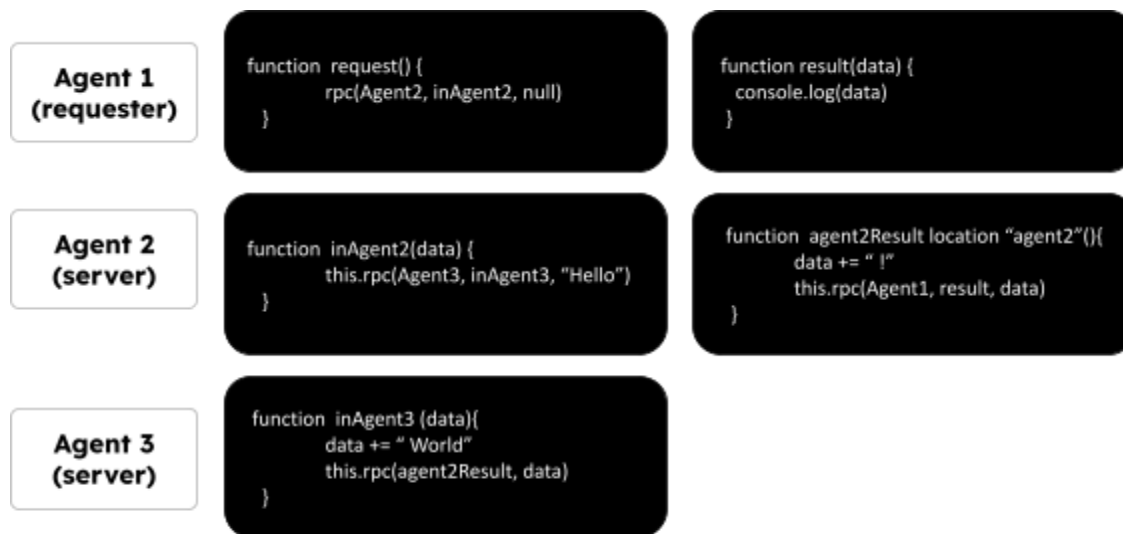 Agent 1
(requester)
function request() {
rpc(Agent2, inAgent2, null)
}
function result(data) {
console.log(data)
}
Agent 2
(server)
function inAgent2(data) {
this.rpc(Agent3, inAgent3, “Hello”)
}
function agent2Result location “agent2”(){
data += “ !”
this.rpc(Agent1, result, data)
}
Agent 3
(server)
function inAgent3 (data){
data += “ World”
this.rpc(agent2Result, data)
}